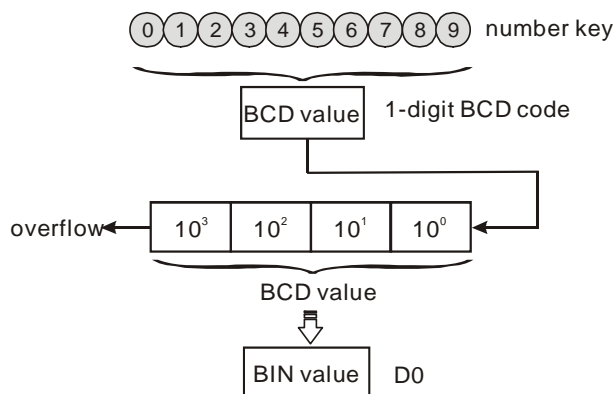 0 1 2 3 4 5 6 7 8 9 number key
BCD value 1-digit BCD code
overflow 10³ 10² 10¹ 10⁰
BCD value
BIN value D0